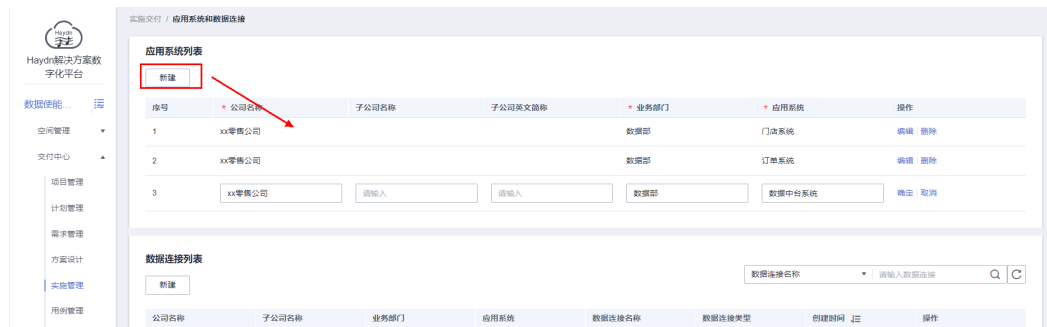 实施交付 / 应用系统和数据连接
Haydn
Haydn解决方案数
字化平台
数据使能...
空间管理
交付中心
项目管理
计划管理
需求管理
方案设计
实施管理
用例管理
应用系统列表
新建
序号 * 公司名称 子公司名称 子公司英文简称 * 业务部门 * 应用系统 操作
1 xx零售公司 数据部 门店系统 编辑 删除
2 xx零售公司 数据部 订单系统 编辑 删除
3 xx零售公司 请输入 请输入 数据部 数据中台系统 确定 取消
数据连接列表
新建
数据连接名称 请输入数据连接
公司名称 子公司名称 业务部门 应用系统 数据连接名称 数据连接类型 创建时间 操作